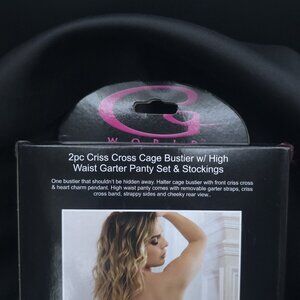 G
WORLD
2pc Criss Cross Cage Bustier w/ High
Waist Garter Panty Set & Stockings
One bustier that shouldn't be hidden away. Halter cage bustier with front criss cross
& heart charm pendant. High waist panty comes with removable garter straps, criss
cross band, strappy sides and cheeky rear view..